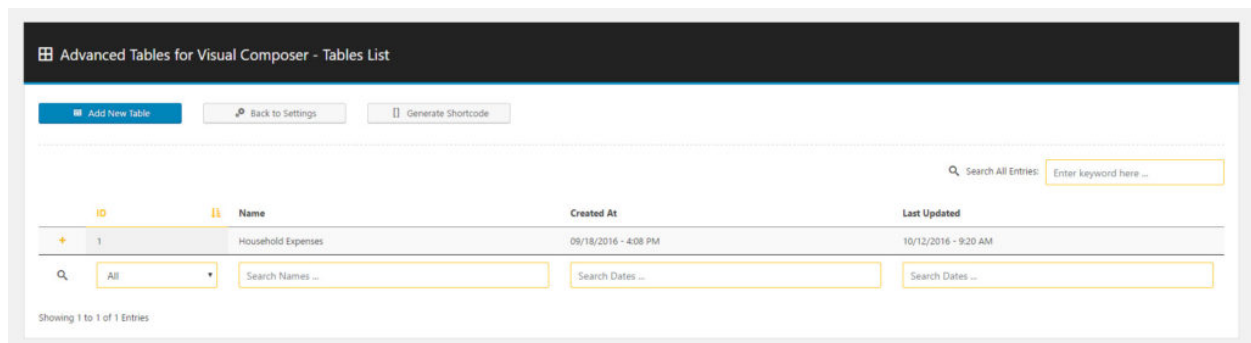 Advanced Tables for Visual Composer - Tables List
Add New Table Back to Settings [] Generate Shortcode
Search All Entries: Enter keyword here ...
ID Name Created At Last Updated
+ 1 Household Expenses 09/18/2016 - 4:08 PM 10/12/2016 - 9:20 AM
All Search Names ... Search Dates ... Search Dates ...
Showing 1 to 1 of 1 Entries